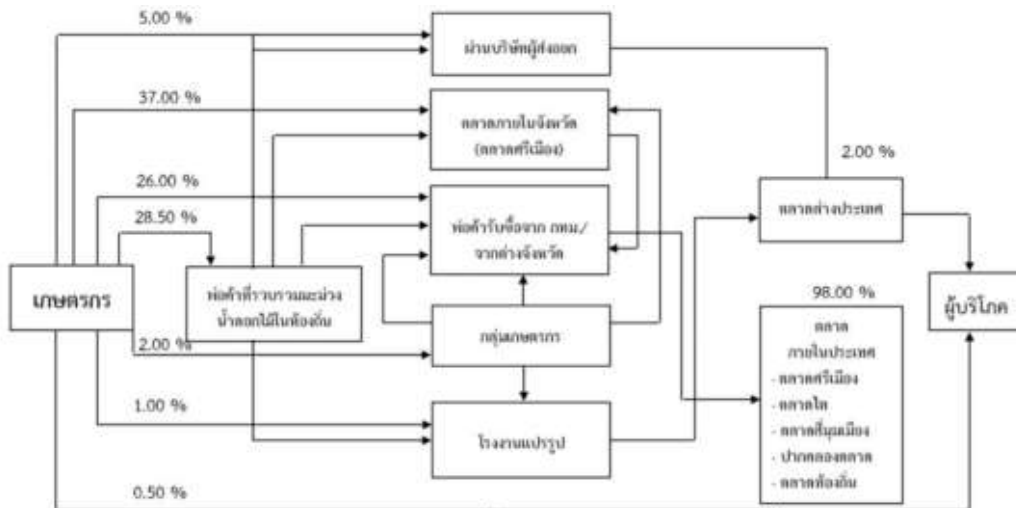 5.00 %
ผ่านบริษัทผู้ส่งออก
37.00 %
ตลาดภายในจังหวัด
(ตลาดศรีเมือง)
2.00 %
26.00 %
ตลาดต่างประเทศ
28.50 %
พ่อค้ารับซื้อจาก กทม./
จากต่างจังหวัด
เกษตรกร
พ่อค้าที่รวบรวมมะม่วง
น้ำดอกไม้ในท้องถิ่น
98.00 %
ผู้บริโภค
ตลาด
ภายในประเทศ
- ตลาดศรีเมือง
- ตลาดไท
- ตลาดสี่มุมเมือง
- ปากคลองตลาด
- ตลาดท้องถิ่น
กลุ่มเกษตรกร
2.00 %
1.00 %
โรงงานแปรรูป
0.50 %